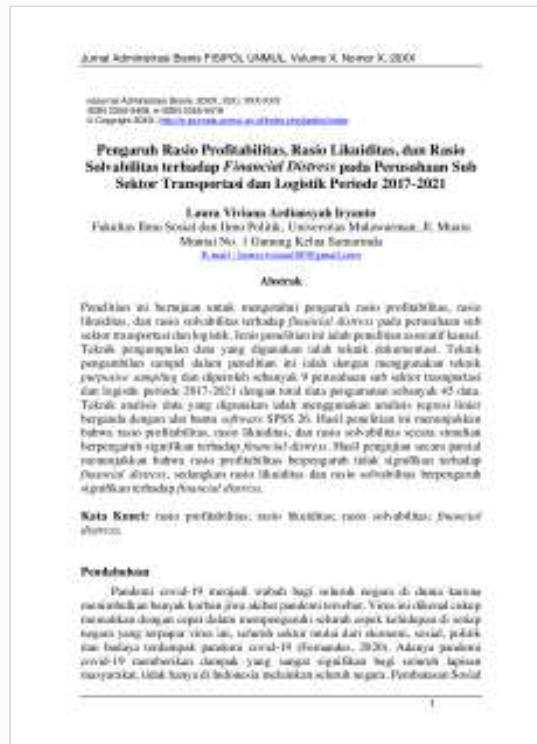 Jurnal Administrasi Bisnis FISIPOL UNMUL, Volume X, Nomor X, 20XX
eJournal Administrasi Bisnis, 20XX,
© Copyright 20XX,
Pengaruh Rasio Profitabilitas, Rasio Likuiditas, dan Rasio
Solvabilitas terhadap Financial Distress pada Perusahaan Sub
Sektor Transportasi dan Logistik Periode 2017-2021
Laura Viviana Ardiansyah Iryanto
Fakultas Ilmu Sosial dan Ilmu Politik, Universitas Mulawarman, Jl. Muara
Muntai No. 1 Gunung Kelua Samarinda
E-mail:
Abstrak
Penelitian ini bertujuan untuk mengetahui pengaruh rasio profitabilitas, rasio
likuiditas, dan rasio solvabilitas terhadap financial distress pada perusahaan sub
sektor transportasi dan logistik. Jenis penelitian ini ialah penelitian asosiatif kausal.
Teknik pengumpulan data yang digunakan ialah teknik dokumentasi. Teknik
pengambilan sampel dalam penelitian ini ialah dengan menggunakan teknik
purposive sampling dan diperoleh sebanyak 9 perusahaan sub sektor transportasi
dan logistik periode 2017-2021 dengan total data pengamatan sebanyak 45 data.
Teknik analisis data yang digunakan ialah menggunakan analisis regresi linier
berganda dengan alat bantu software SPSS 26. Hasil penelitian ini menunjukkan
bahwa rasio profitabilitas, rasio likuiditas, dan rasio solvabilitas secara simultan
berpengaruh signifikan terhadap financial distress. Hasil pengujian secara parsial
menunjukkan bahwa rasio profitabilitas berpengaruh tidak signifikan terhadap
financial distress, sedangkan rasio likuiditas dan rasio solvabilitas berpengaruh
signifikan terhadap financial distress.
Kata Kunci: rasio profitabilitas; rasio likuiditas; rasio solvabilitas; financial
distress.
Pendahuluan
Pandemi covid-19 menjadi wabah bagi seluruh negara di dunia karena
menimbulkan banyak korban jiwa akibat pandemi tersebut. Virus ini dikenal cukup
mematikan dengan cepat dalam mempengaruhi seluruh aspek kehidupan di setiap
negara yang terpapar virus ini, seluruh sektor mulai dari ekonomi, sosial, politik
dan budaya terdampak pandemi covid-19 (Fernandes, 2020). Adanya pandemi
covid-19 memberikan dampak yang sangat signifikan bagi seluruh lapisan
masyarakat, tidak hanya di Indonesia melainkan seluruh negara. Pembatasan Sosial
1